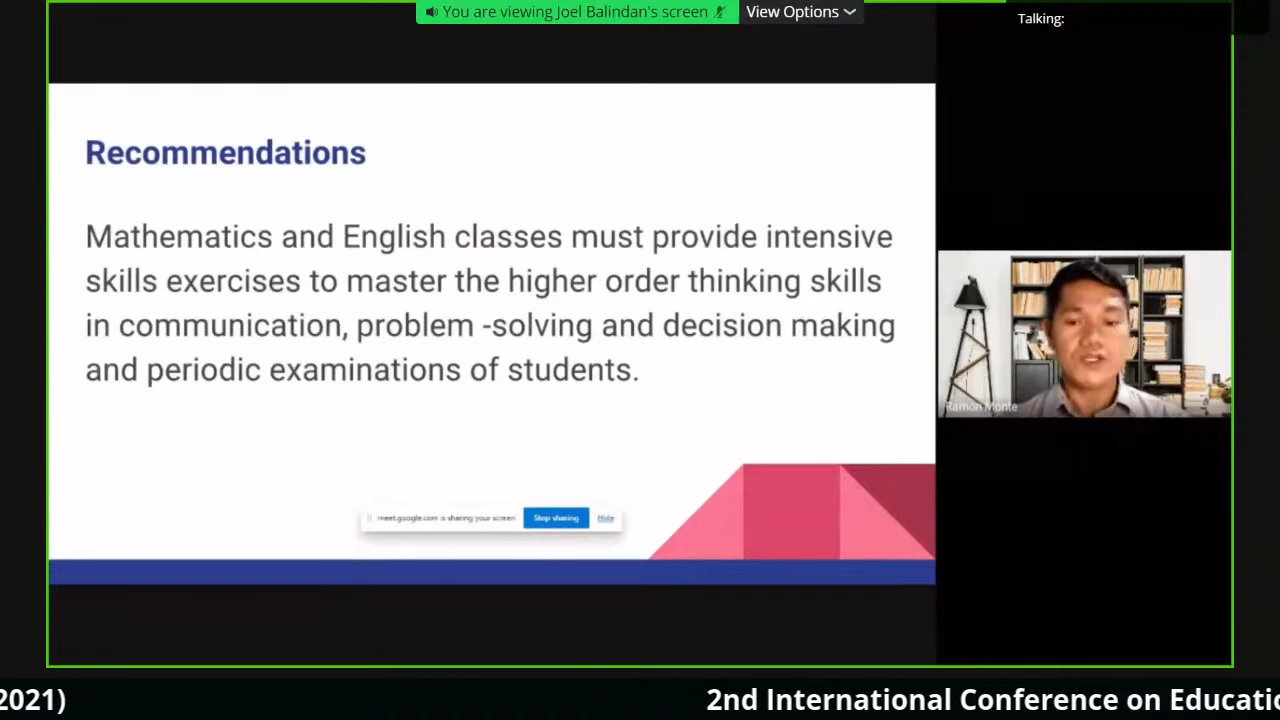 You are viewing Joel Balindan's screen
View Options
Talking:
Recommendations
Mathematics and English classes must provide intensive
skills exercises to master the higher order thinking skills
in communication, problem -solving and decision making
and periodic examinations of students.
Ramon Monte
meet.google.com is sharing your screen
Stop sharing
Hide
2021)
2nd International Conference on Educatio